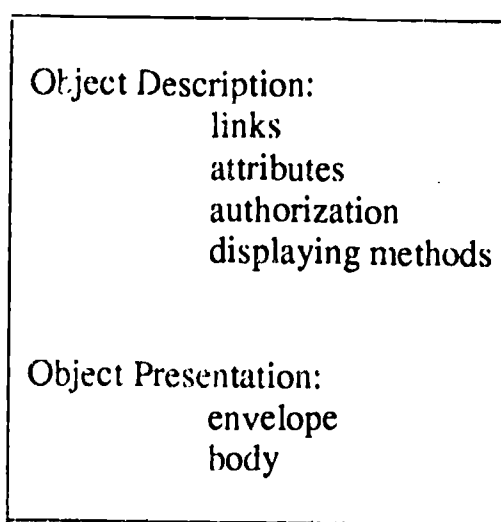 Object Description:
links
attributes
authorization
displaying methods
Object Presentation:
envelope
body